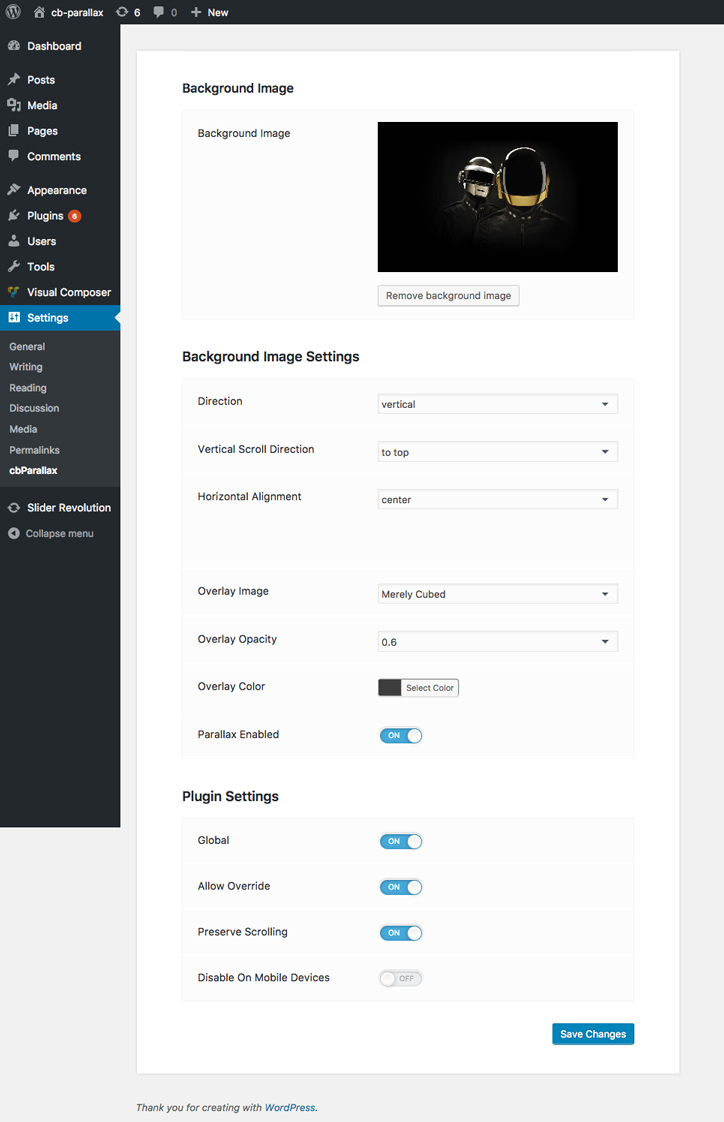 cb-parallax 6 0 New
Dashboard
Posts
Media
Pages
Comments
Appearance
Plugins 6
Users
Tools
Visual Composer
Settings
General
Writing
Reading
Discussion
Media
Permalinks
cbParallax
Slider Revolution
Collapse menu
Background Image
Background Image
Remove background image
Background Image Settings
Direction vertical
Vertical Scroll Direction to top
Horizontal Alignment center
Overlay Image Merely Cubed
Overlay Opacity 0.6
Overlay Color Select Color
Parallax Enabled ON
Plugin Settings
Global ON
Allow Override ON
Preserve Scrolling ON
Disable On Mobile Devices OFF
Save Changes
Thank you for creating with WordPress.